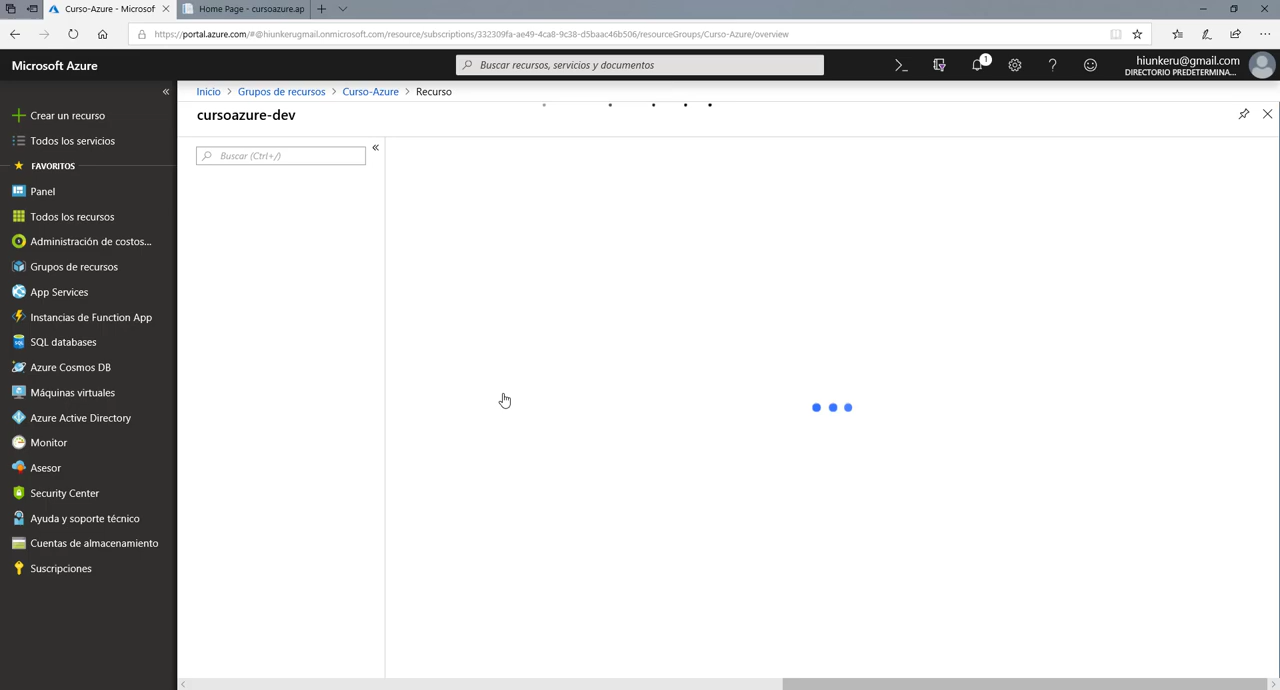 Curso-Azure - Microsof
Home Page - cursoazure.ap
https://portal.azure.com/#@hiunkerugmail.onmicrosoft.com/resource/subscriptions/332309fa-ae49-4ca8-9c38-d5baac46b506/resourceGroups/Curso-Azure/overview
Microsoft Azure
Buscar recursos, servicios y documentos
1
hiunkeru@gmail.com
DIRECTORIO PREDETERMINA...
Inicio > Grupos de recursos > Curso-Azure > Recurso
cursoazure-dev
Buscar (Ctrl+/)
Crear un recurso
Todos los servicios
FAVORITOS
Panel
Todos los recursos
Administración de costos...
Grupos de recursos
App Services
Instancias de Function App
SQL databases
Azure Cosmos DB
Máquinas virtuales
Azure Active Directory
Monitor
Asesor
Security Center
Ayuda y soporte técnico
Cuentas de almacenamiento
Suscripciones